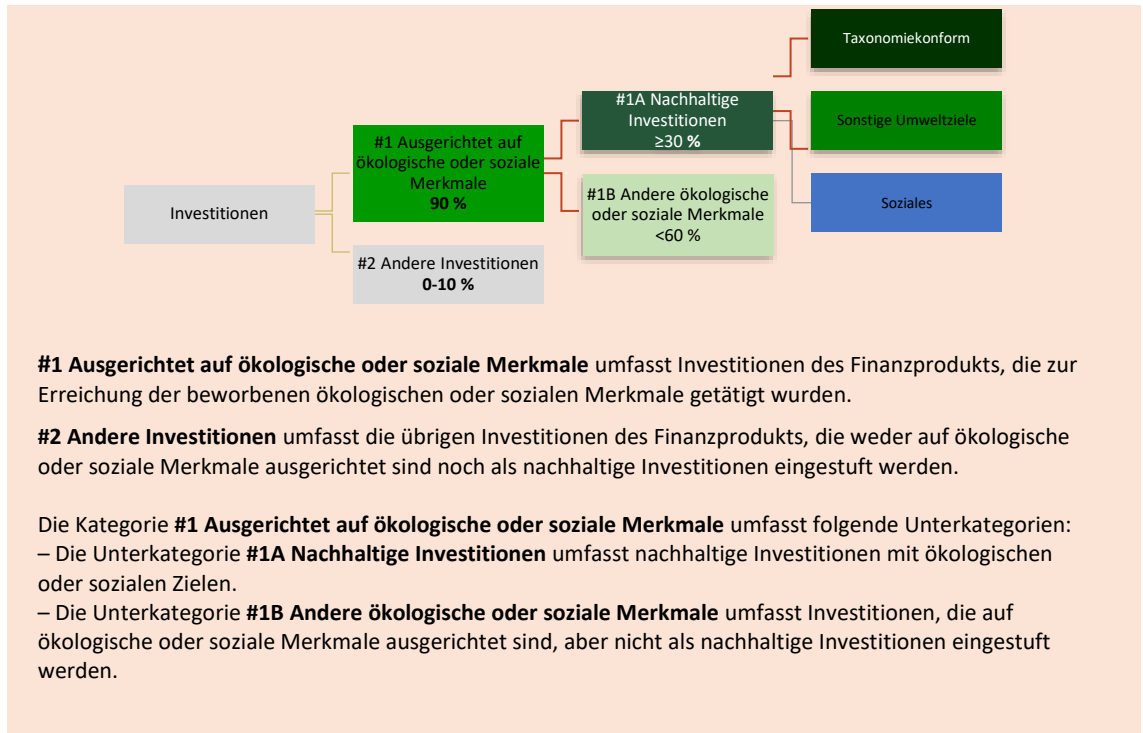 Taxonomiekonform
#1A Nachhaltige
Investitionen
≥30 %
Sonstige Umweltziele
#1 Ausgerichtet auf
ökologische oder soziale
Merkmale
90 %
#1B Andere ökologische
oder soziale Merkmale
<60 %
Soziales
Investitionen
#2 Andere Investitionen
0-10 %
#1 Ausgerichtet auf ökologische oder soziale Merkmale umfasst Investitionen des Finanzprodukts, die zur
Erreichung der beworbenen ökologischen oder sozialen Merkmale getätigt wurden.
#2 Andere Investitionen umfasst die übrigen Investitionen des Finanzprodukts, die weder auf ökologische
oder soziale Merkmale ausgerichtet sind noch als nachhaltige Investitionen eingestuft werden.
Die Kategorie #1 Ausgerichtet auf ökologische oder soziale Merkmale umfasst folgende Unterkategorien:
– Die Unterkategorie #1A Nachhaltige Investitionen umfasst nachhaltige Investitionen mit ökologischen
oder sozialen Zielen.
– Die Unterkategorie #1B Andere ökologische oder soziale Merkmale umfasst Investitionen, die auf
ökologische oder soziale Merkmale ausgerichtet sind, aber nicht als nachhaltige Investitionen eingestuft
werden.